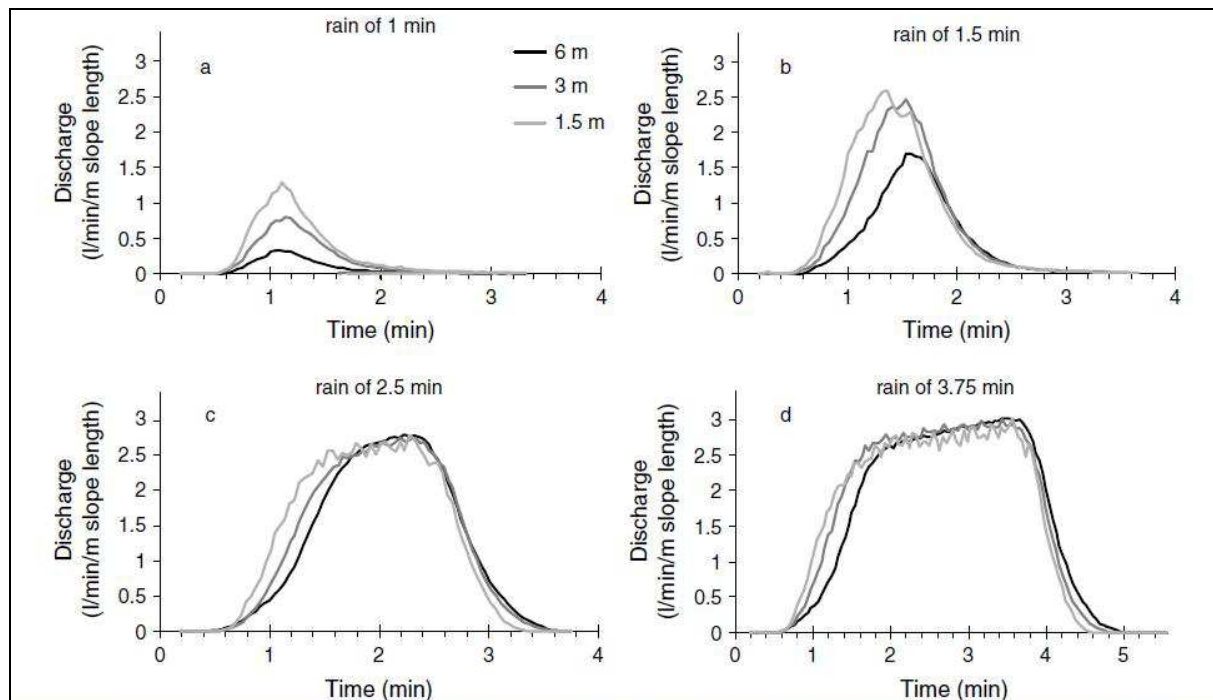 rain of 1 min
a
6 m
3 m
1.5 m
3
2.5
2
1.5
1
0.5
0
Discharge
(l/min/m slope length)
0 1 2 3 4
Time (min)
rain of 1.5 min
b
3
2.5
2
1.5
1
0.5
0
Discharge
(l/min/m slope length)
0 1 2 3 4
Time (min)
rain of 2.5 min
c
3
2.5
2
1.5
1
0.5
0
Discharge
(l/min/m slope length)
0 1 2 3 4
Time (min)
rain of 3.75 min
d
3
2.5
2
1.5
1
0.5
0
Discharge
(l/min/m slope length)
0 1 2 3 4 5
Time (min)